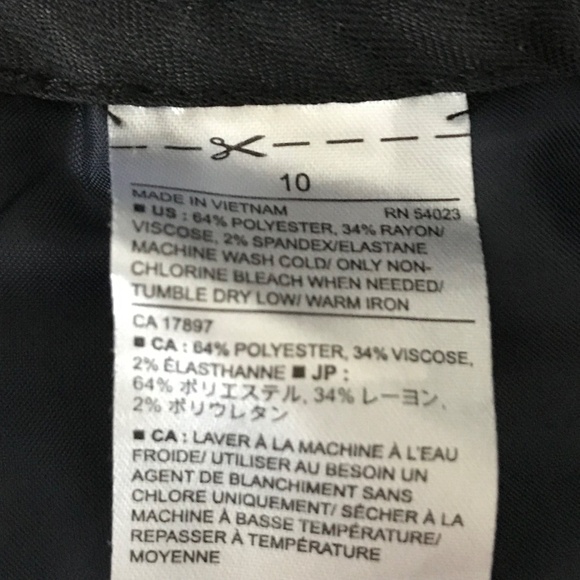 10
MADE IN VIETNAM RN 54023
■ US : 64% POLYESTER, 34% RAYON/
VISCOSE, 2% SPANDEX/ELASTANE
MACHINE WASH COLD/ ONLY NON-
CHLORINE BLEACH WHEN NEEDED/
TUMBLE DRY LOW/ WARM IRON
CA 17897
■ CA : 64% POLYESTER, 34% VISCOSE,
2% ÉLASTHANNE ■ JP :
64% ポリエステル, 34% レーヨン,
2% ポリウレタン
■ CA : LAVER À LA MACHINE À L'EAU
FROIDE/ UTILISER AU BESOIN UN
AGENT DE BLANCHIMENT SANS
CHLORE UNIQUEMENT/ SÉCHER À LA
MACHINE À BASSE TEMPÉRATURE/
REPASSER À TEMPÉRATURE
MOYENNE